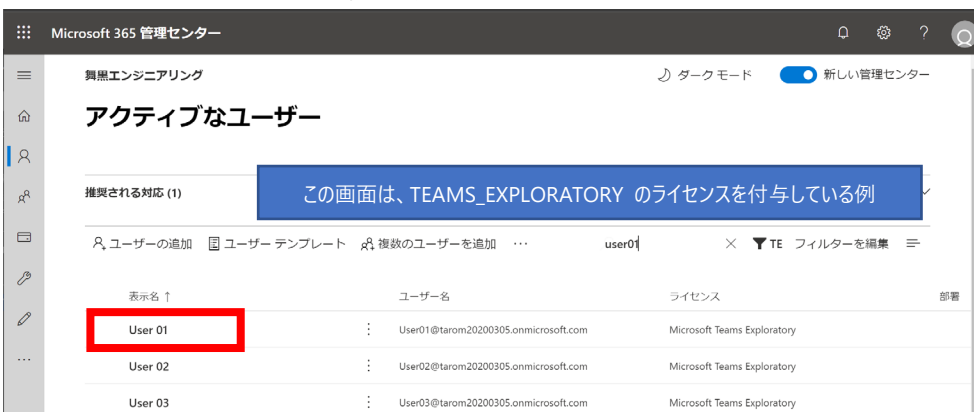 Microsoft 365 管理センター
舞黒エンジニアリング
ダーク モード
新しい管理センター
アクティブなユーザー
推奨される対応 (1)
この画面は、TEAMS_EXPLORATORY のライセンスを付与している例
ユーザーの追加 ユーザー テンプレート 複数のユーザーを追加 ··· user01 TE フィルターを編集
表示名 ↑ ユーザー名 ライセンス 部署
User 01 User01@tarom20200305.onmicrosoft.com Microsoft Teams Exploratory
User 02 User02@tarom20200305.onmicrosoft.com Microsoft Teams Exploratory
User 03 User03@tarom20200305.onmicrosoft.com Microsoft Teams Exploratory